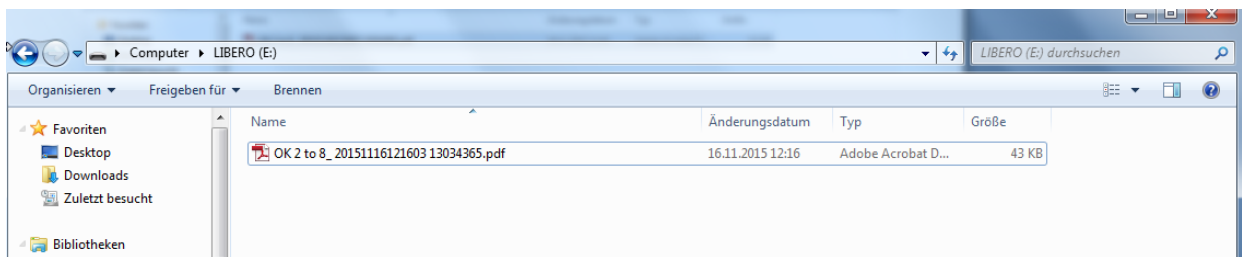 Computer LIBERO (E:) LIBERO (E:) durchsuchen
Organisieren Freigeben für Brennen
Favoriten
Desktop
Downloads
Zuletzt besucht
Bibliotheken
Name Änderungsdatum Typ Größe
OK 2 to 8_ 20151116121603 13034365.pdf 16.11.2015 12:16 Adobe Acrobat D... 43 KB